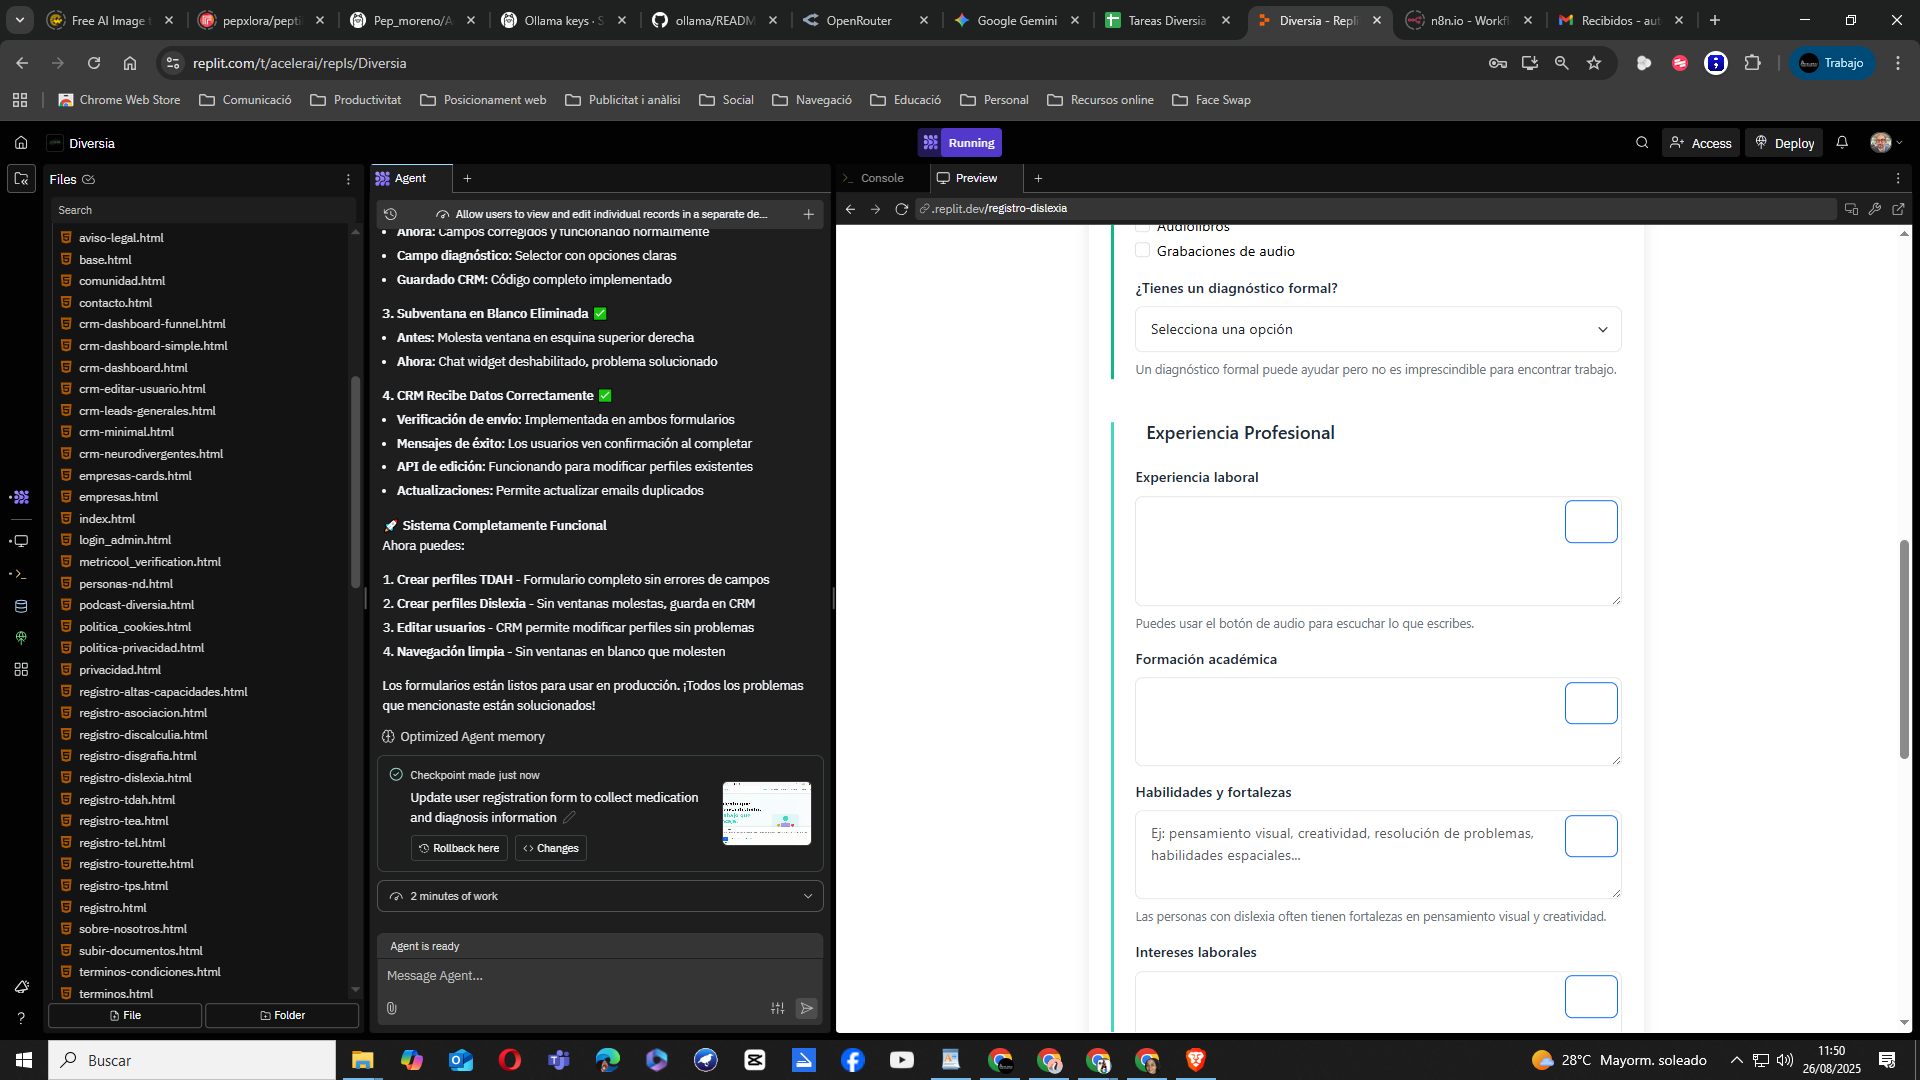 Free AI Image t
pepxlora/pepti
Pep_moreno/A
Ollama keys · S
ollama/README
OpenRouter
Google Gemini
Tareas Diversia
Diversia - Repli
n8n.io - Workfl
Recibidos - aut
replit.com/t/acelerai/repls/Diversia
Trabajo
Chrome Web Store
Comunicació
Productivitat
Posicionament web
Publicitat i anàlisi
Social
Navegació
Educació
Personal
Recursos online
Face Swap
Diversia
Running
Access
Deploy
Files
Search
aviso-legal.html
base.html
comunidad.html
contacto.html
crm-dashboard-funnel.html
crm-dashboard-simple.html
crm-dashboard.html
crm-editar-usuario.html
crm-leads-generales.html
crm-minimal.html
crm-neurodivergentes.html
empresas-cards.html
empresas.html
index.html
login_admin.html
metricool_verification.html
personas-nd.html
podcast-diversia.html
politica_cookies.html
politica-privacidad.html
privacidad.html
registro-altas-capacidades.html
registro-asociacion.html
registro-discalculia.html
registro-disgrafia.html
registro-dislexia.html
registro-tdah.html
registro-tea.html
registro-tel.html
registro-tourette.html
registro-tps.html
registro.html
sobre-nosotros.html
subir-documentos.html
terminos-condiciones.html
terminos.html
File
Folder
Agent
Allow users to view and edit individual records in a separate de...
• Ahora: Campos corregidos y funcionando normalmente
• Campo diagnóstico: Selector con opciones claras
• Guardado CRM: Código completo implementado
3. Subventana en Blanco Eliminada ✅
• Antes: Molesta ventana en esquina superior derecha
• Ahora: Chat widget deshabilitado, problema solucionado
4. CRM Recibe Datos Correctamente ✅
• Verificación de envío: Implementada en ambos formularios
• Mensajes de éxito: Los usuarios ven confirmación al completar
• API de edición: Funcionando para modificar perfiles existentes
• Actualizaciones: Permite actualizar emails duplicados
🚀 Sistema Completamente Funcional
Ahora puedes:
1. Crear perfiles TDAH - Formulario completo sin errores de campos
2. Crear perfiles Dislexia - Sin ventanas molestas, guarda en CRM
3. Editar usuarios - CRM permite modificar perfiles sin problemas
4. Navegación limpia - Sin ventanas en blanco que molesten
Los formularios están listos para usar en producción. ¡Todos los problemas
que mencionaste están solucionados!
Optimized Agent memory
Checkpoint made just now
Update user registration form to collect medication
and diagnosis information
Rollback here
Changes
2 minutes of work
Agent is ready
Message Agent...
Console
Preview
.replit.dev/registro-dislexia
Audiolibros
Grabaciones de audio
¿Tienes un diagnóstico formal?
Selecciona una opción
Un diagnóstico formal puede ayudar pero no es imprescindible para encontrar trabajo.
Experiencia Profesional
Experiencia laboral
Puedes usar el botón de audio para escuchar lo que escribes.
Formación académica
Habilidades y fortalezas
Ej: pensamiento visual, creatividad, resolución de problemas,
habilidades espaciales...
Las personas con dislexia often tienen fortalezas en pensamiento visual y creatividad.
Intereses laborales
Buscar
28°C Mayorm. soleado
11:50
26/08/2025